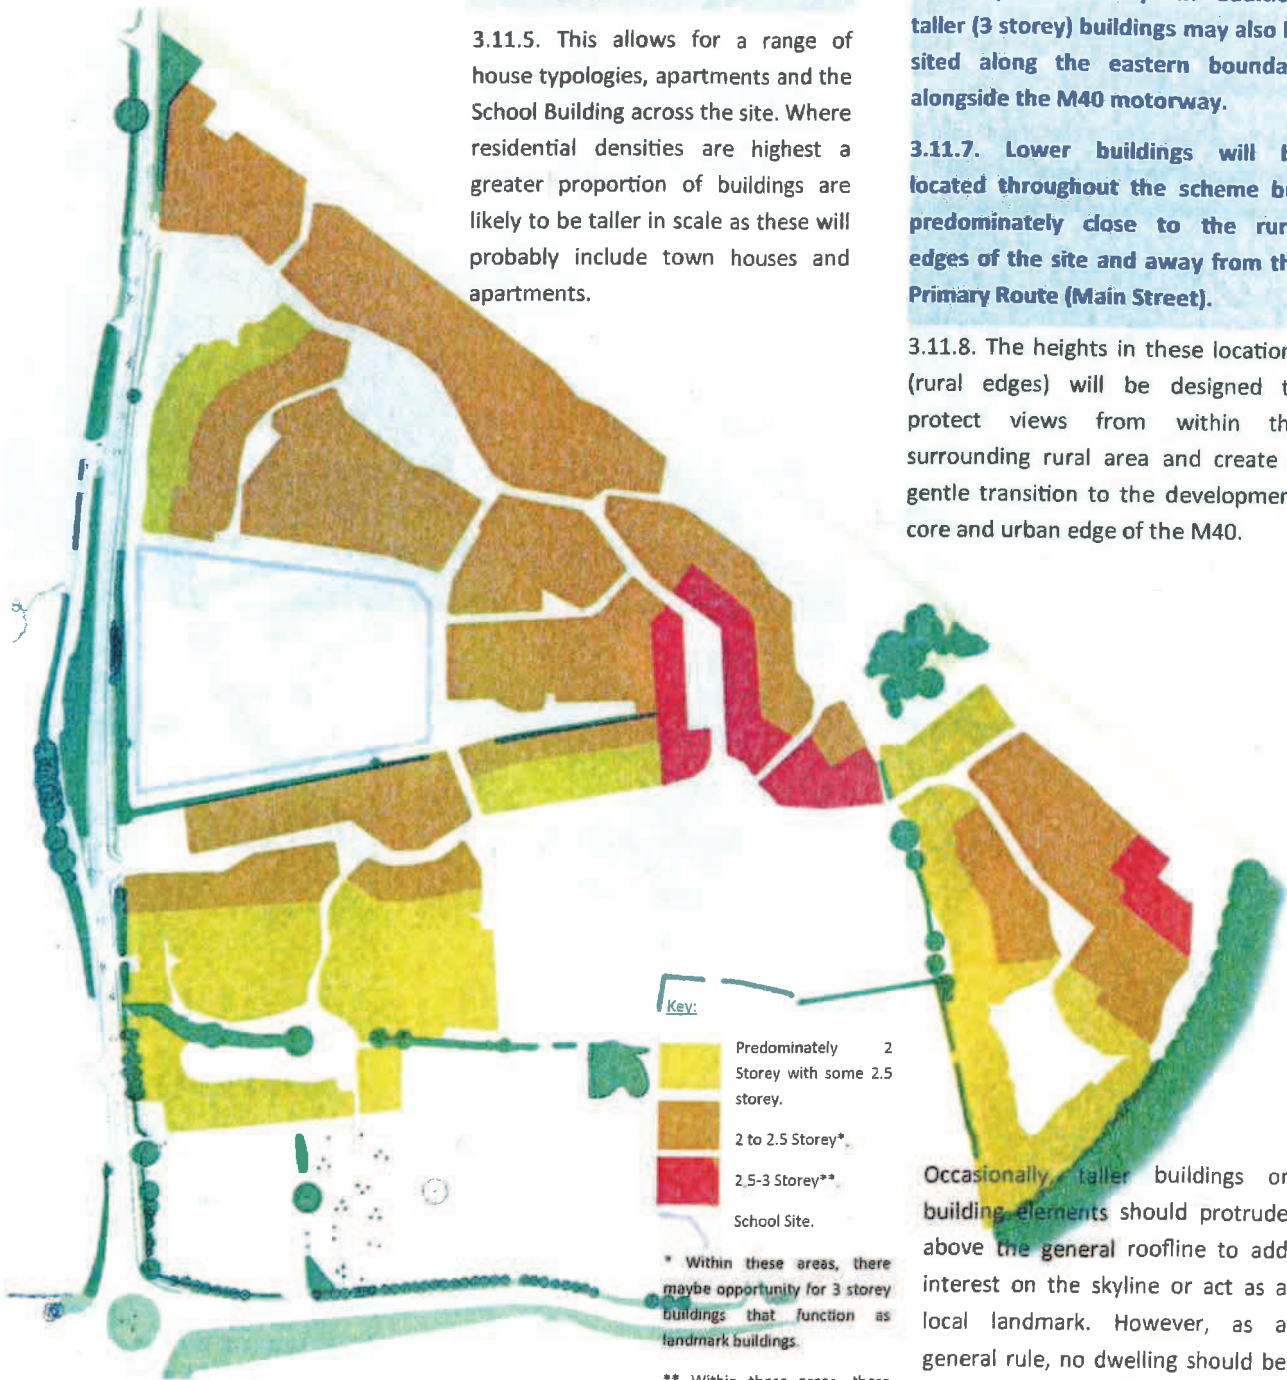 3.11.5. This allows for a range of
house typologies, apartments and the
School Building across the site. Where
residential densities are highest a
greater proportion of buildings are
likely to be taller in scale as these will
probably include town houses and
apartments.
taller (3 storey) buildings may also
sited along the eastern
alongside the M40 motorway.
3.11.7. Lower buildings will
located throughout the scheme
predominately close to the
edges of the site and away from
Primary Route (Main Street).
3.11.8. The heights in these
(rural edges) will be designed
protect views from within
surrounding rural area and create
gentle transition to the
core and urban edge of the M40.
Key:
Predominately 2
Storey with some 2.5
storey.
2 to 2.5 Storey*
2.5-3 Storey**
School Site.
* Within these areas, there
maybe opportunity for 3 storey
buildings that function as
landmark buildings.
** Within these areas, there
Occasionally, taller buildings or
building elements should protrude
above the general roofline to add
interest on the skyline or act as a
local landmark. However, as a
general rule, no dwelling should be